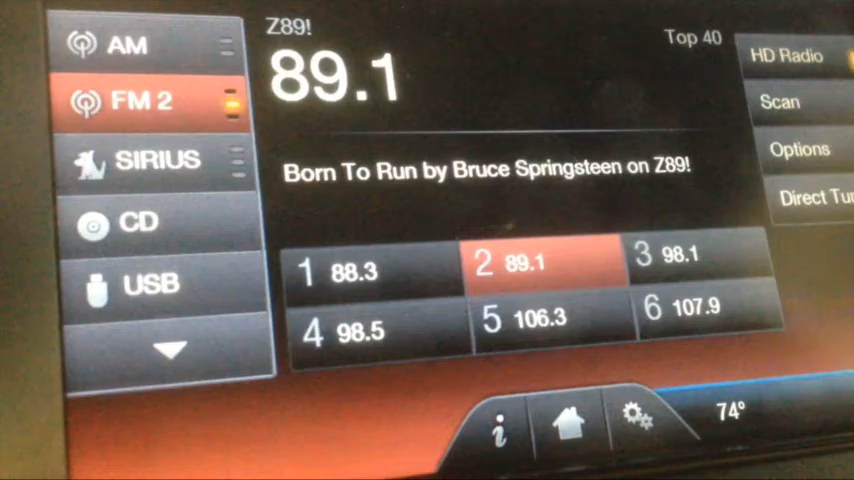 AM
FM 2
SIRIUS
CD
USB
Z89!
89.1
Top 40
Born To Run by Bruce Springsteen on Z89!
1 88.3
2 89.1
3 98.1
4 98.5
5 106.3
6 107.9
HD Radio
Scan
Options
Direct Tun
i
74°